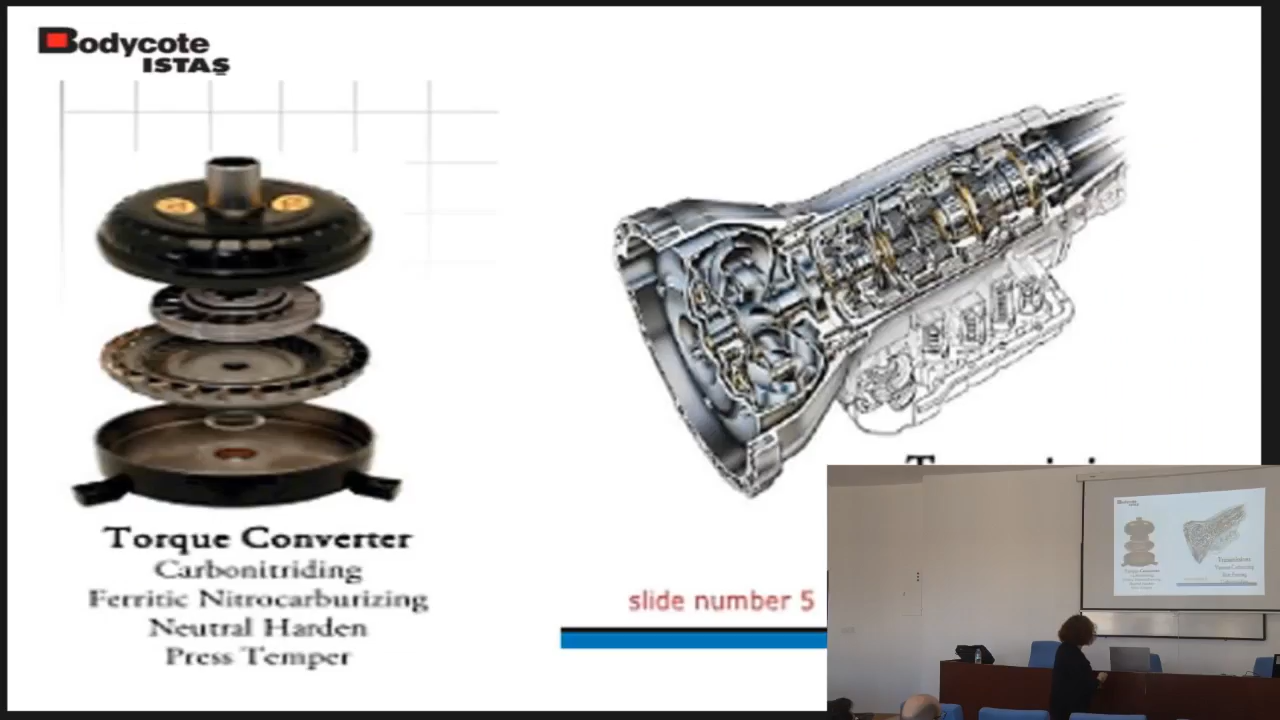 Bodycote
ISTAŞ
Torque Converter
Carbonitriding
Ferritic Nitrocarburizing
Neutral Harden
Press Temper
slide number 5